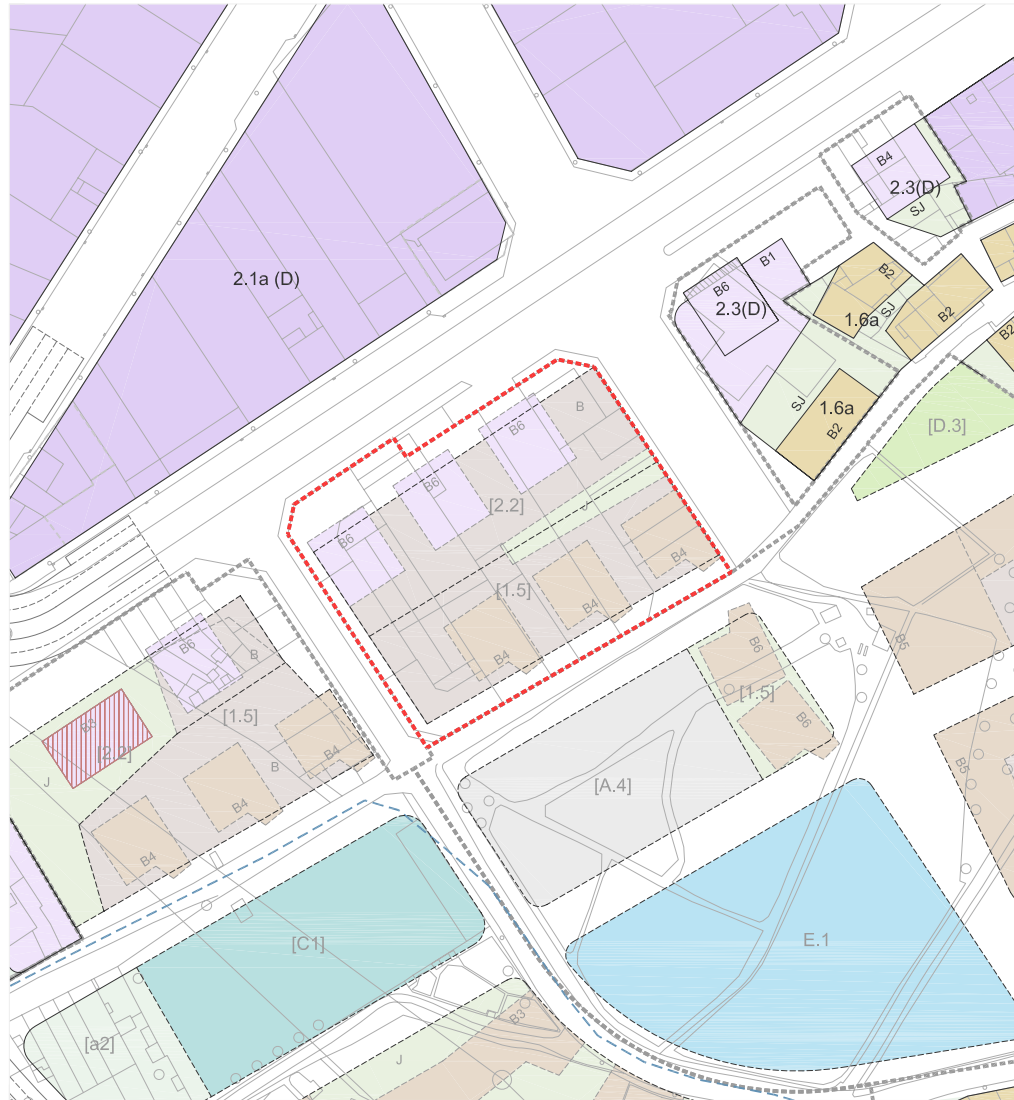 B4
2.3(D)
SJ
B1
B2
2.1a (D)
B6
2.3(D)
SJ
1.6a
B2
B2
SJ
1.6a
B2
B
B6
[D.3]
B6
[2.2]
J
B6
B4
[1.5]
B4
B6
B
B4
B6
[1.5]
B5
[1.5]
B3
[2.2]
B6
B4
B
J
B5
[A.4]
B4
B4
[C1]
E.1
B3
[a2]
J